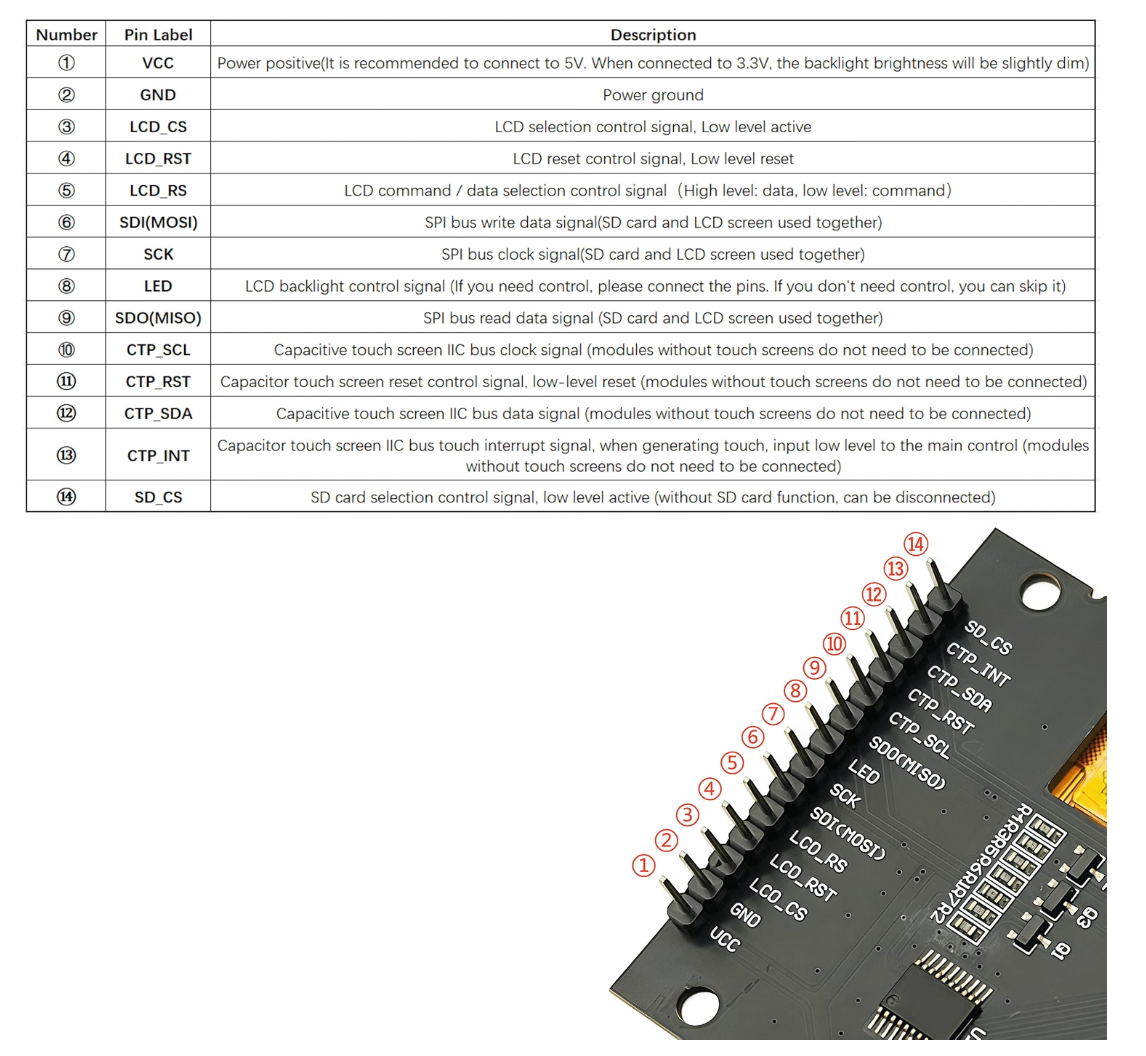 Number Pin Label Description
① VCC Power positive(It is recommended to connect to 5V. When connected to 3.3V, the backlight brightness will be slightly dim)
② GND Power ground
③ LCD_CS LCD selection control signal, Low level active
④ LCD_RST LCD reset control signal, Low level reset
⑤ LCD_RS LCD command / data selection control signal（High level: data, low level: command）
⑥ SDI(MOSI) SPI bus write data signal(SD card and LCD screen used together)
⑦ SCK SPI bus clock signal(SD card and LCD screen used together)
⑧ LED LCD backlight control signal (If you need control, please connect the pins. If you don't need control, you can skip it)
⑨ SDO(MISO) SPI bus read data signal (SD card and LCD screen used together)
⑩ CTP_SCL Capacitive touch screen IIC bus clock signal (modules without touch screens do not need to be connected)
⑪ CTP_RST Capacitor touch screen reset control signal, low-level reset (modules without touch screens do not need to be connected)
⑫ CTP_SDA Capacitive touch screen IIC bus data signal (modules without touch screens do not need to be connected)
⑬ CTP_INT Capacitor touch screen IIC bus touch interrupt signal, when generating touch, input low level to the main control (modules
without touch screens do not need to be connected)
⑭ SD_CS SD card selection control signal, low level active (without SD card function, can be disconnected)
⑭ SD_CS
⑬ CTP_INT
⑫ CTP_SDA
⑪ CTP_RST
⑩ CTP_SCL
⑨ SDO(MISO)
⑧ LED
⑦ SCK
⑥ SDI(MOSI)
⑤ LCD_RS
④ LCD_RST
③ LCD_CS
② GND
① VCC
Q3
Q1